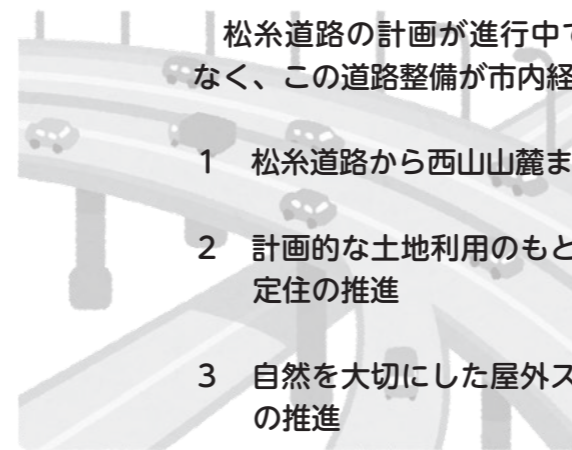 松糸道路の計画が進行中で
なく、この道路整備が市内経
1 松糸道路から西山山麓ま
2 計画的な土地利用のもと
定住の推進
3 自然を大切にした屋外ス
の推進